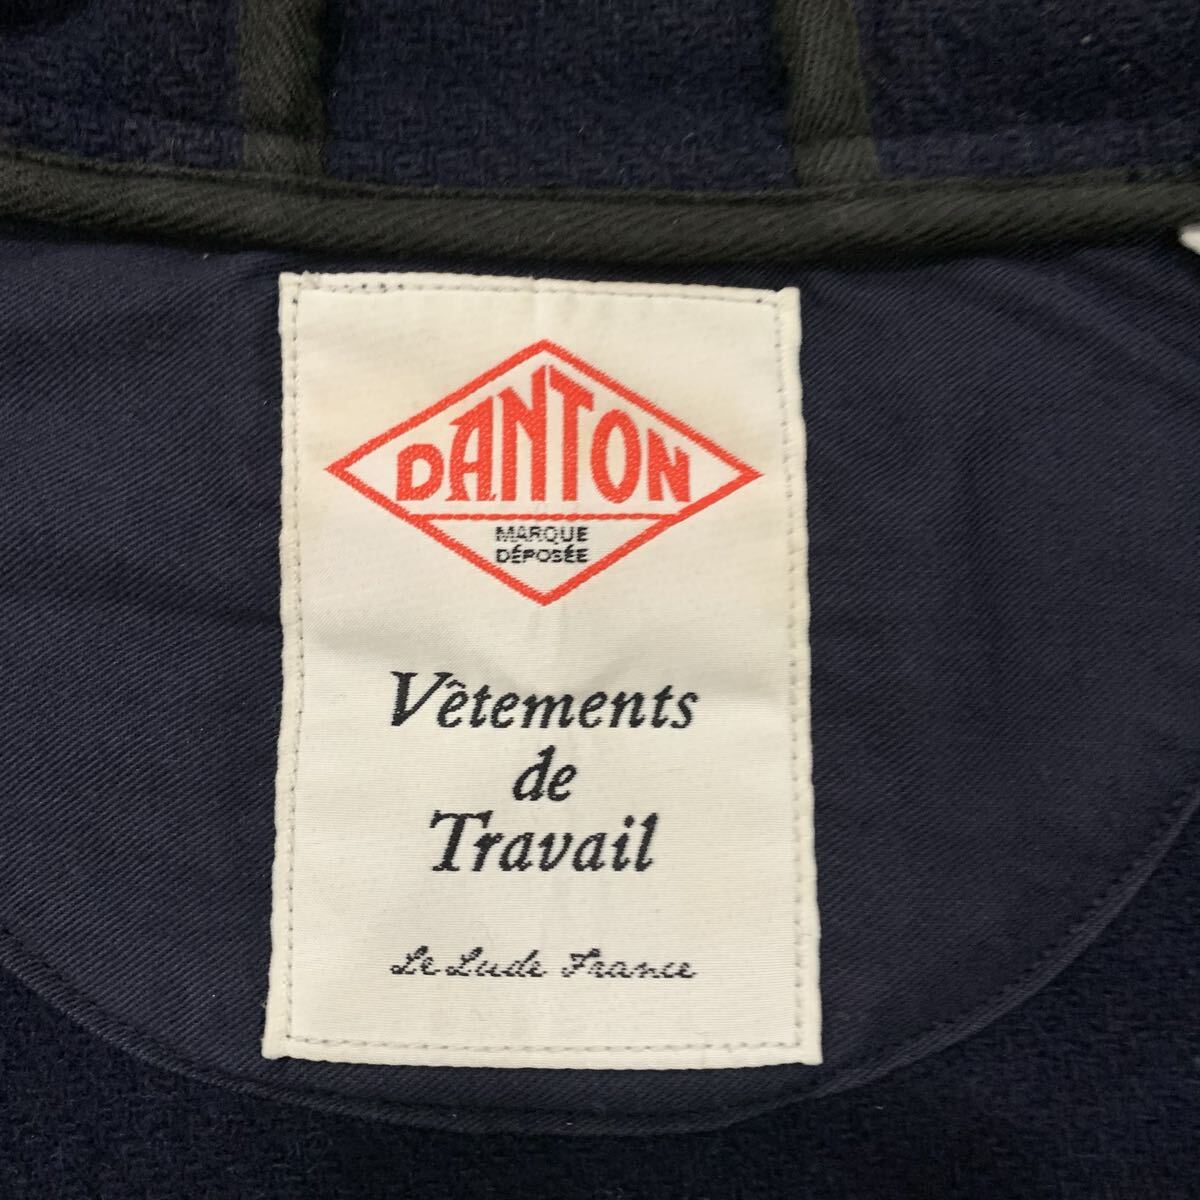 DANTON
MARQUE
DÉPOSÉE
Vêtements
de
Travail
Le Lude France